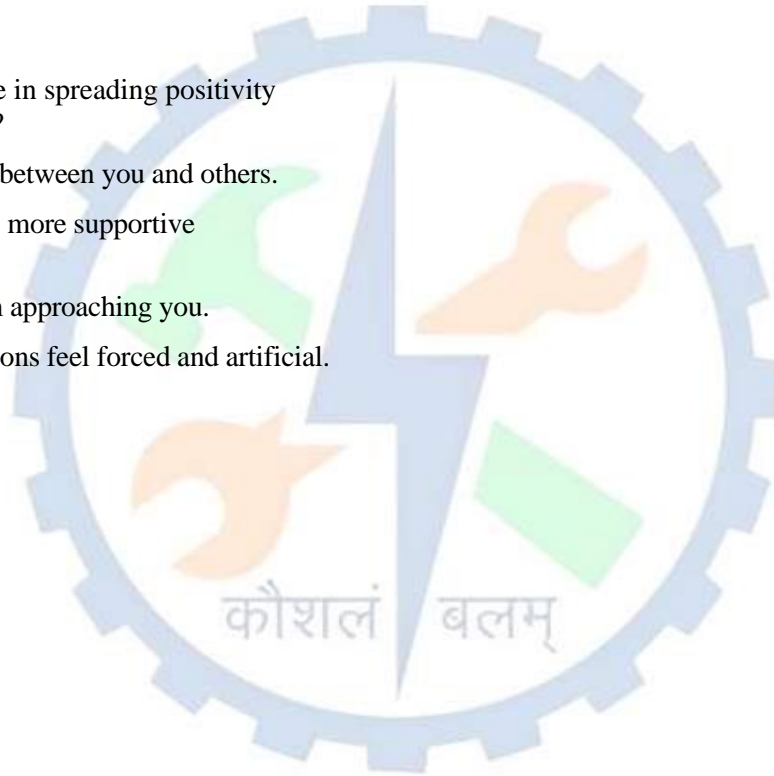 e in spreading positivity
?
between you and others.
more supportive
approaching you.
ons feel forced and artificial.
कौशलं बलम्